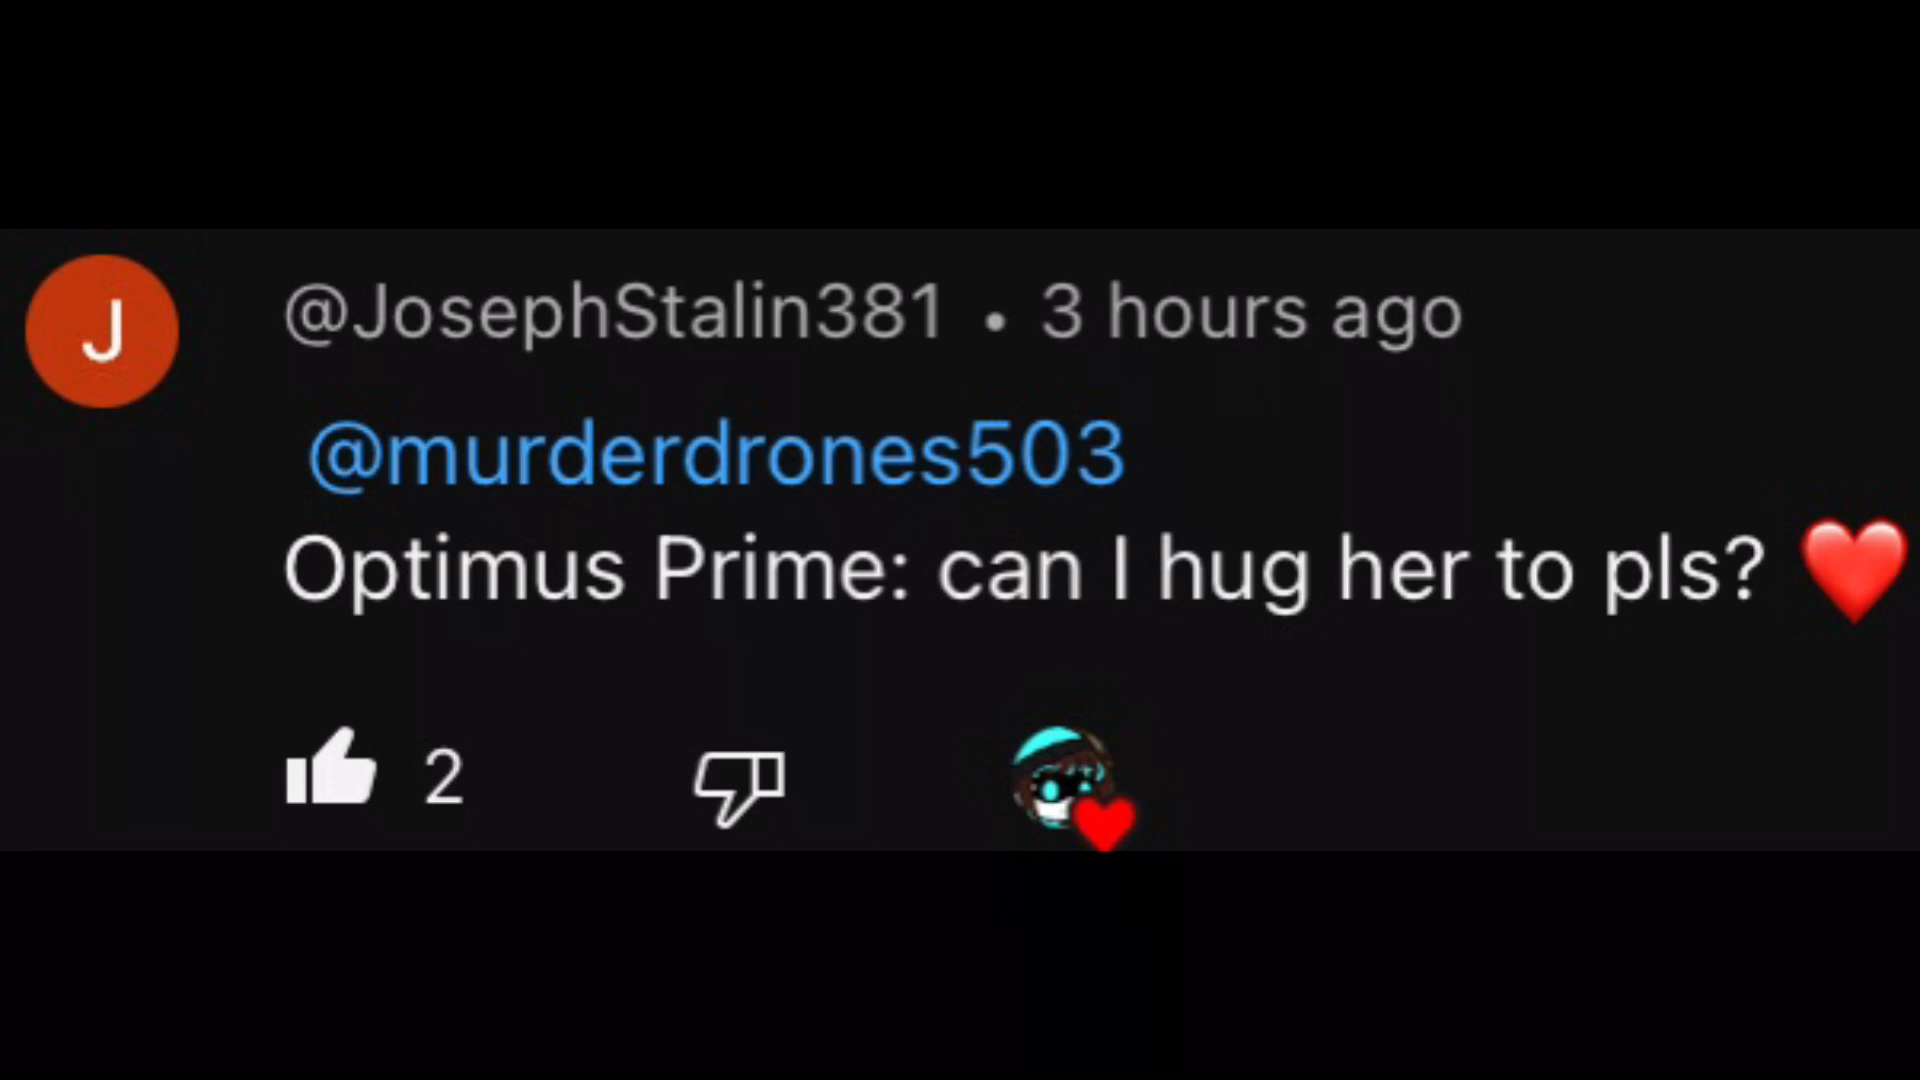 J
@JosephStalin381 • 3 hours ago
@murderdrones503
Optimus Prime: can I hug her to pls? ❤️
2